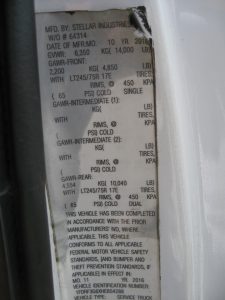 MFD. BY: STELLAR INDUSTRIES
W/O # 64314
DATE OF MFR:MO. 10 YR 2016
GVWR: 6,350 KG( 14,000 LB)
GAWR-FRONT:
2,200 KG( 4,850 LB)
WITH LT245/75R 17E TIRES,
RIMS, @ 450 KPA
( 65 PSI) COLD SINGLE
GAWR-INTERMEDIATE (1):
KG( LB)
WITH TIRES,
RIMS, @ KPA
( PSI) COLD
GAWR-INTERMEDIATE (2):
KG( LB)
WITH TIRES,
RIMS, @ KPA
( PSI) COLD
GAWR-REAR:
4,554 KG( 10,040 LB)
WITH LT245/75R 17E TIRES,
RIMS, @ 450 KPA
( 65 PSI) COLD DUAL
THIS VEHICLE HAS BEEN COMPLETED
IN ACCORDANCE WITH THE PRIOR
MANUFACTURERS' IVD, WHERE
APPLICABLE. THIS VEHICLE
CONFORMS TO ALL APPLICABLE
FEDERAL MOTOR VEHICLE SAFETY
STANDARDS, [AND BUMPER AND
THEFT PREVENTION STANDARDS, IF
APPLICABLE] IN EFFECT IN
MO. 11 YR. 2016
VEHICLE IDENTIFICATION NUMBER:
VEHICLE TYPE: SERVICE TRUCK